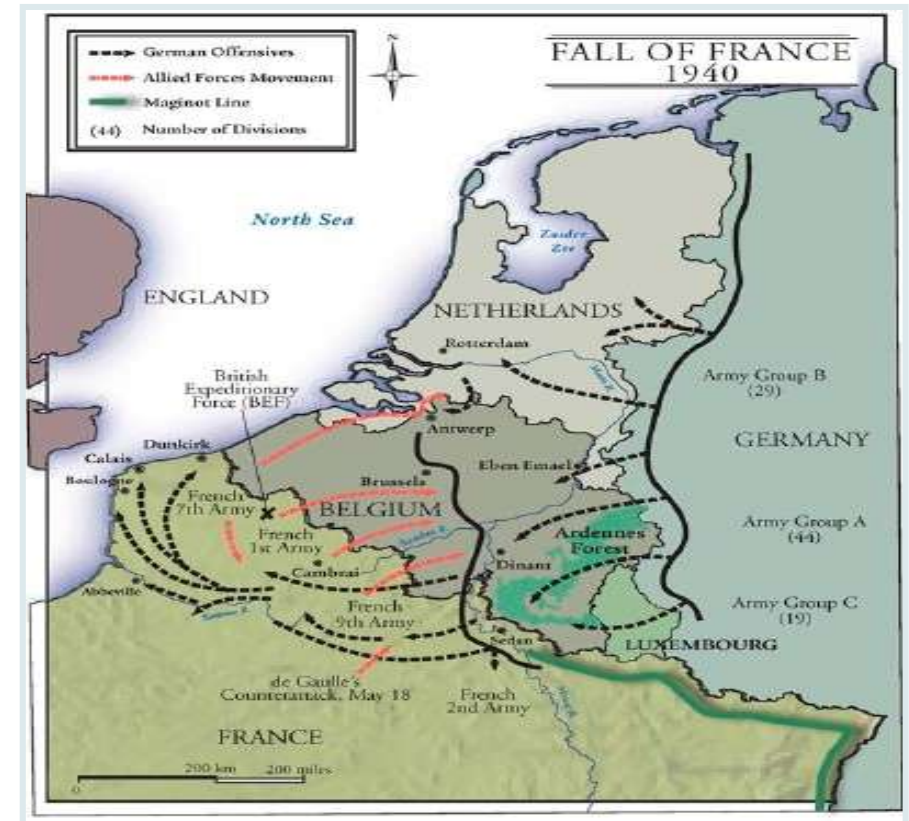 German Offensives
Allied Forces Movement
Maginot Line
(44) Number of Divisions
N
FALL OF FRANCE
1940
North Sea
Zuider
Zee
ENGLAND
NETHERLANDS
Rotterdam
British
Expeditionary
Force (BEF)
Army Group B
(29)
Antwerp
GERMANY
Dunkirk
Calais
Boulogne
Eben Emael
Brussels
French
7th Army
BELGIUM
French
1st Army
Army Group A
(44)
Ardennes
Forest
Dinant
Cambrai
Abbeville
French
9th Army
Army Group C
(19)
Sedan
LUXEMBOURG
de Gaulle's
Counterattack, May 18
French
2nd Army
FRANCE
0
200 km
200 miles